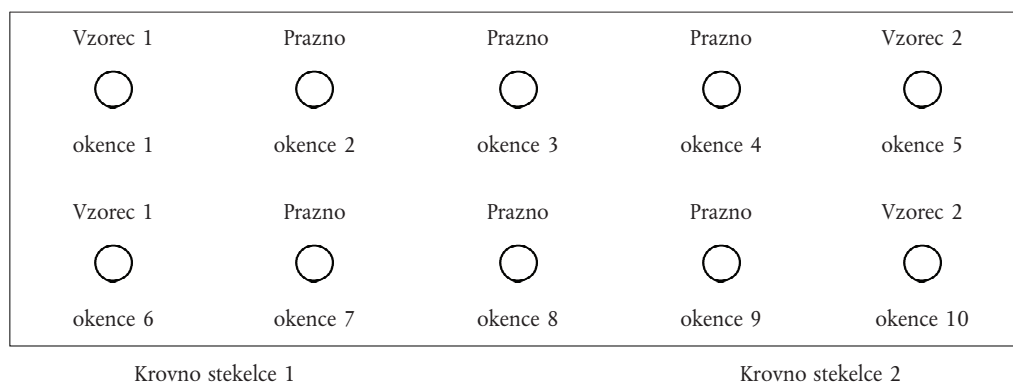 Vzorec 1 Prazno Prazno Prazno Vzorec 2
okence 1 okence 2 okence 3 okence 4 okence 5
Vzorec 1 Prazno Prazno Prazno Vzorec 2
okence 6 okence 7 okence 8 okence 9 okence 10
Krovno stekelce 1 Krovno stekelce 2